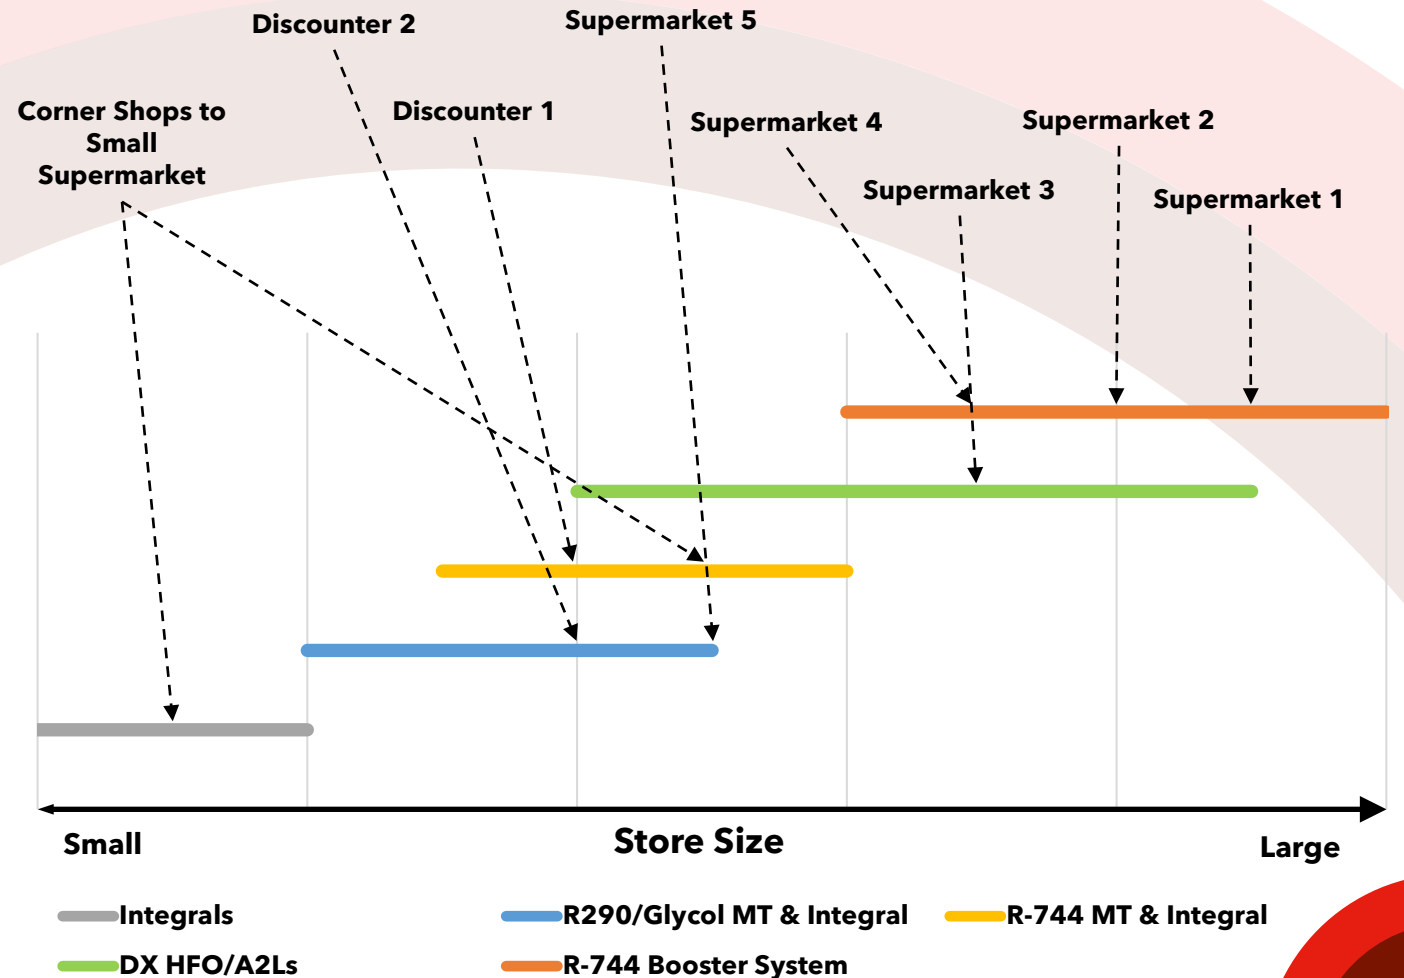 Discounter 2
Supermarket 5
Corner Shops to
Small
Supermarket
Discounter 1
Supermarket 4
Supermarket 2
Supermarket 3
Supermarket 1
Small
Store Size
Large
Integrals
R290/Glycol MT & Integral
R-744 MT & Integral
DX HFO/A2Ls
R-744 Booster System